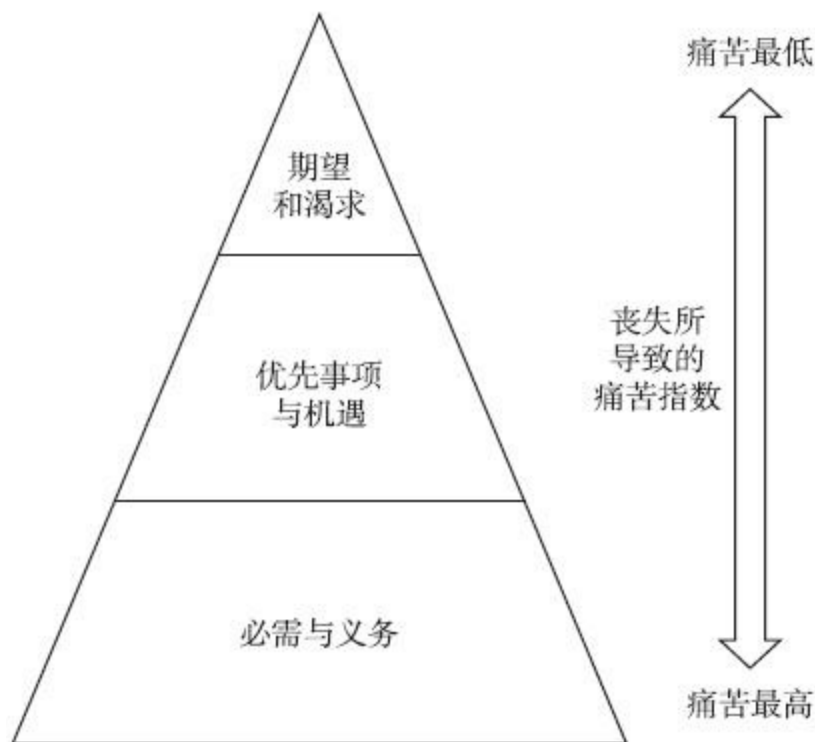 期望
和渴求
优先事项
与机遇
必需与义务
痛苦最低
丧失所
导致的
痛苦指数
痛苦最高